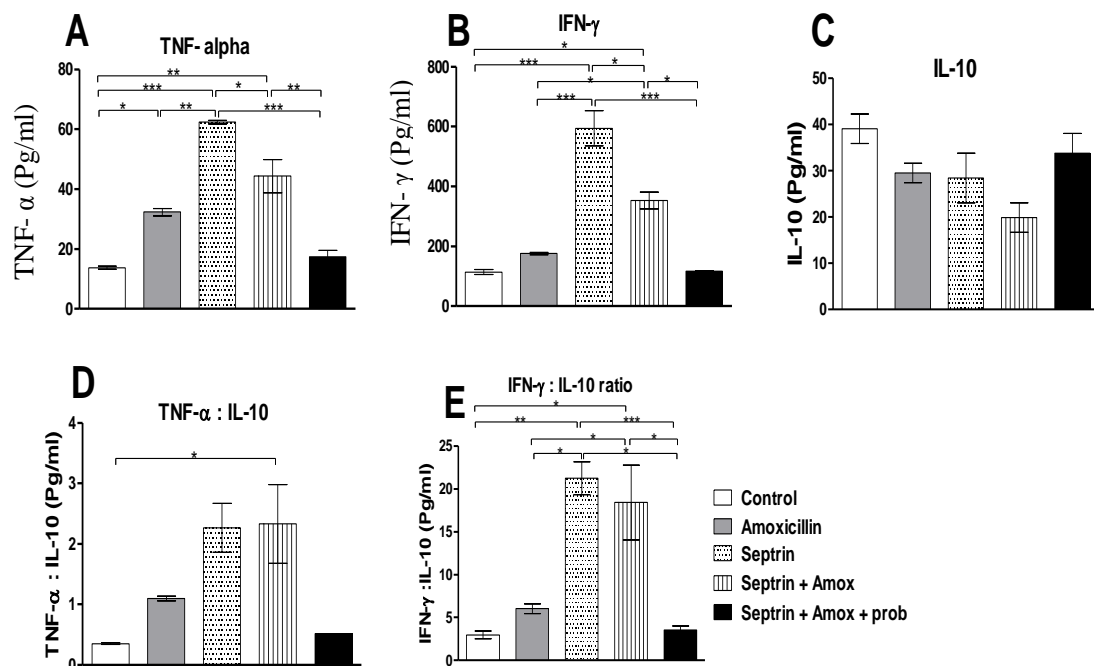 A
TNF- alpha
** 
*** * **
* ** ***
TNF- α (Pg/ml)
80
60
40
20
0
B
IFN-γ
*
*** *
* *
*** ***
IFN- γ (Pg/ml)
800
600
400
200
0
C
IL-10
IL-10 (Pg/ml)
50
40
30
20
10
0
D
TNF-α : IL-10
*
TNF-α : IL-10 (Pg/ml)
4
3
2
1
0
E
IFN-γ : IL-10 ratio
*
** ***
* *
* *
IFN-γ :IL-10 (Pg/ml)
25
20
15
10
5
0
Control
Amoxicillin
Septrin
Septrin + Amox
Septrin + Amox + prob